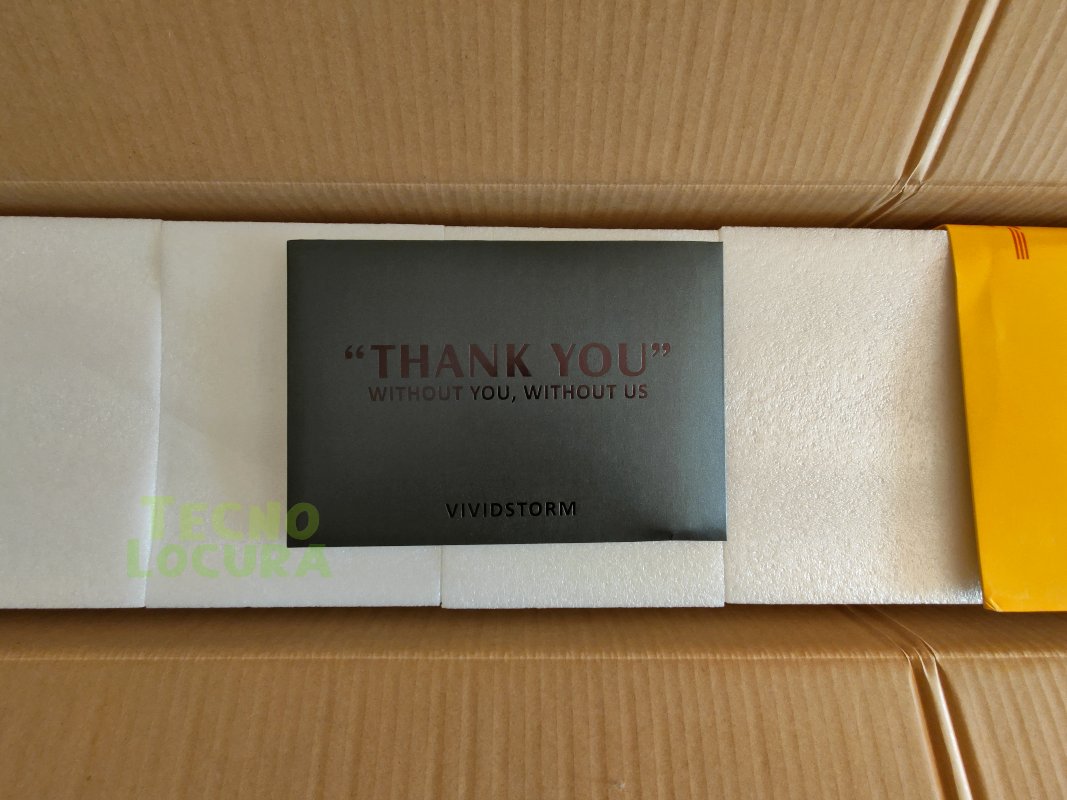 “THANK YOU”
WITHOUT YOU, WITHOUT US
VIVIDSTORM
TECNO
LOCURA